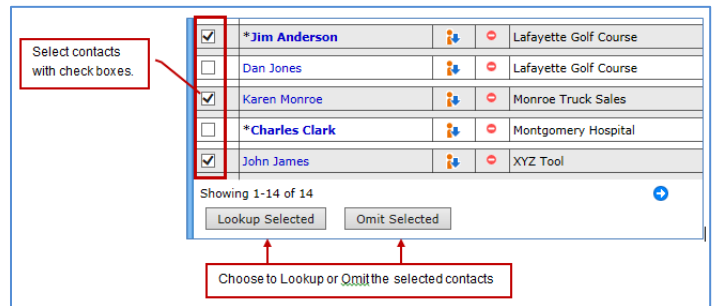 Select contacts
with check boxes.
*Jim Anderson Lafayette Golf Course
Dan Jones Lafayette Golf Course
Karen Monroe Monroe Truck Sales
*Charles Clark Montgomery Hospital
John James XYZ Tool
Showing 1-14 of 14
Lookup Selected Omit Selected
Choose to Lookup or Omit the selected contacts